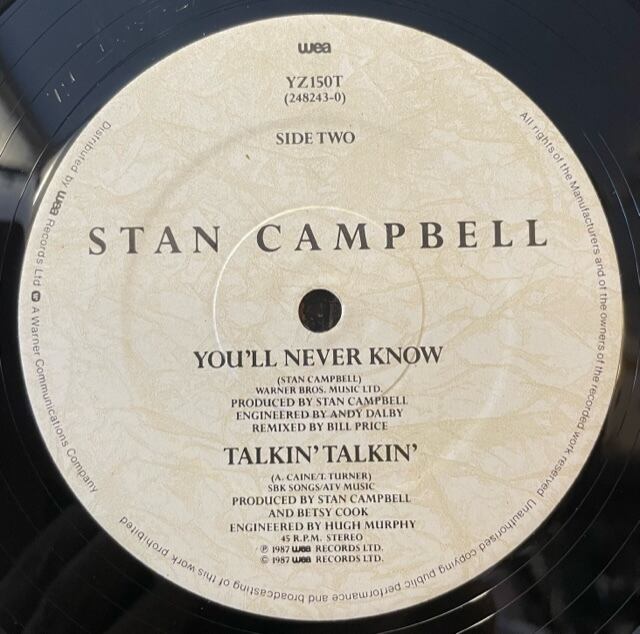 wea
YZ150T
(248243-0)
SIDE TWO
STAN CAMPBELL
YOU'LL NEVER KNOW
(STAN CAMPBELL)
WARNER BROS. MUSIC LTD.
PRODUCED BY STAN CAMPBELL
ENGINEERED BY ANDY DALBY
REMIXED BY BILL PRICE
TALKIN' TALKIN'
(A. CAINE/T. TURNER)
SBK SONGS/ATV MUSIC
PRODUCED BY STAN CAMPBELL
AND BETSY COOK
ENGINEERED BY HUGH MURPHY
45 R.P.M. STEREO
℗ 1987 wea RECORDS LTD.
© 1987 wea RECORDS LTD.
Distributed by wea Records Ltd A Warner Communications Company
All rights of the Manufacturers and of the owners of the recorded work reserved Unauthorised copying public performance and broadcasting of this work prohibited